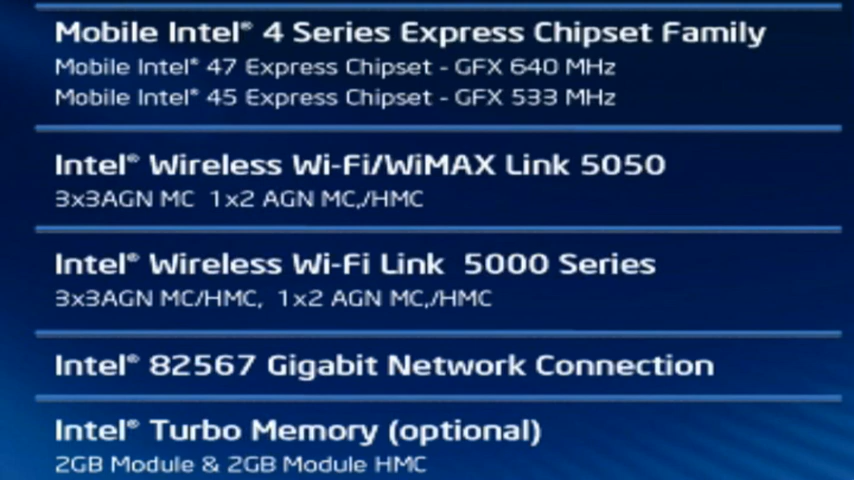 Mobile Intel® 4 Series Express Chipset Family
Mobile Intel® 47 Express Chipset - GFX 640 MHz
Mobile Intel® 45 Express Chipset - GFX 533 MHz
Intel® Wireless Wi-Fi/WiMAX Link 5050
3x3AGN MC 1x2 AGN MC,/HMC
Intel® Wireless Wi-Fi Link 5000 Series
3x3AGN MC/HMC, 1x2 AGN MC,/HMC
Intel® 82567 Gigabit Network Connection
Intel® Turbo Memory (optional)
2GB Module & 2GB Module HMC